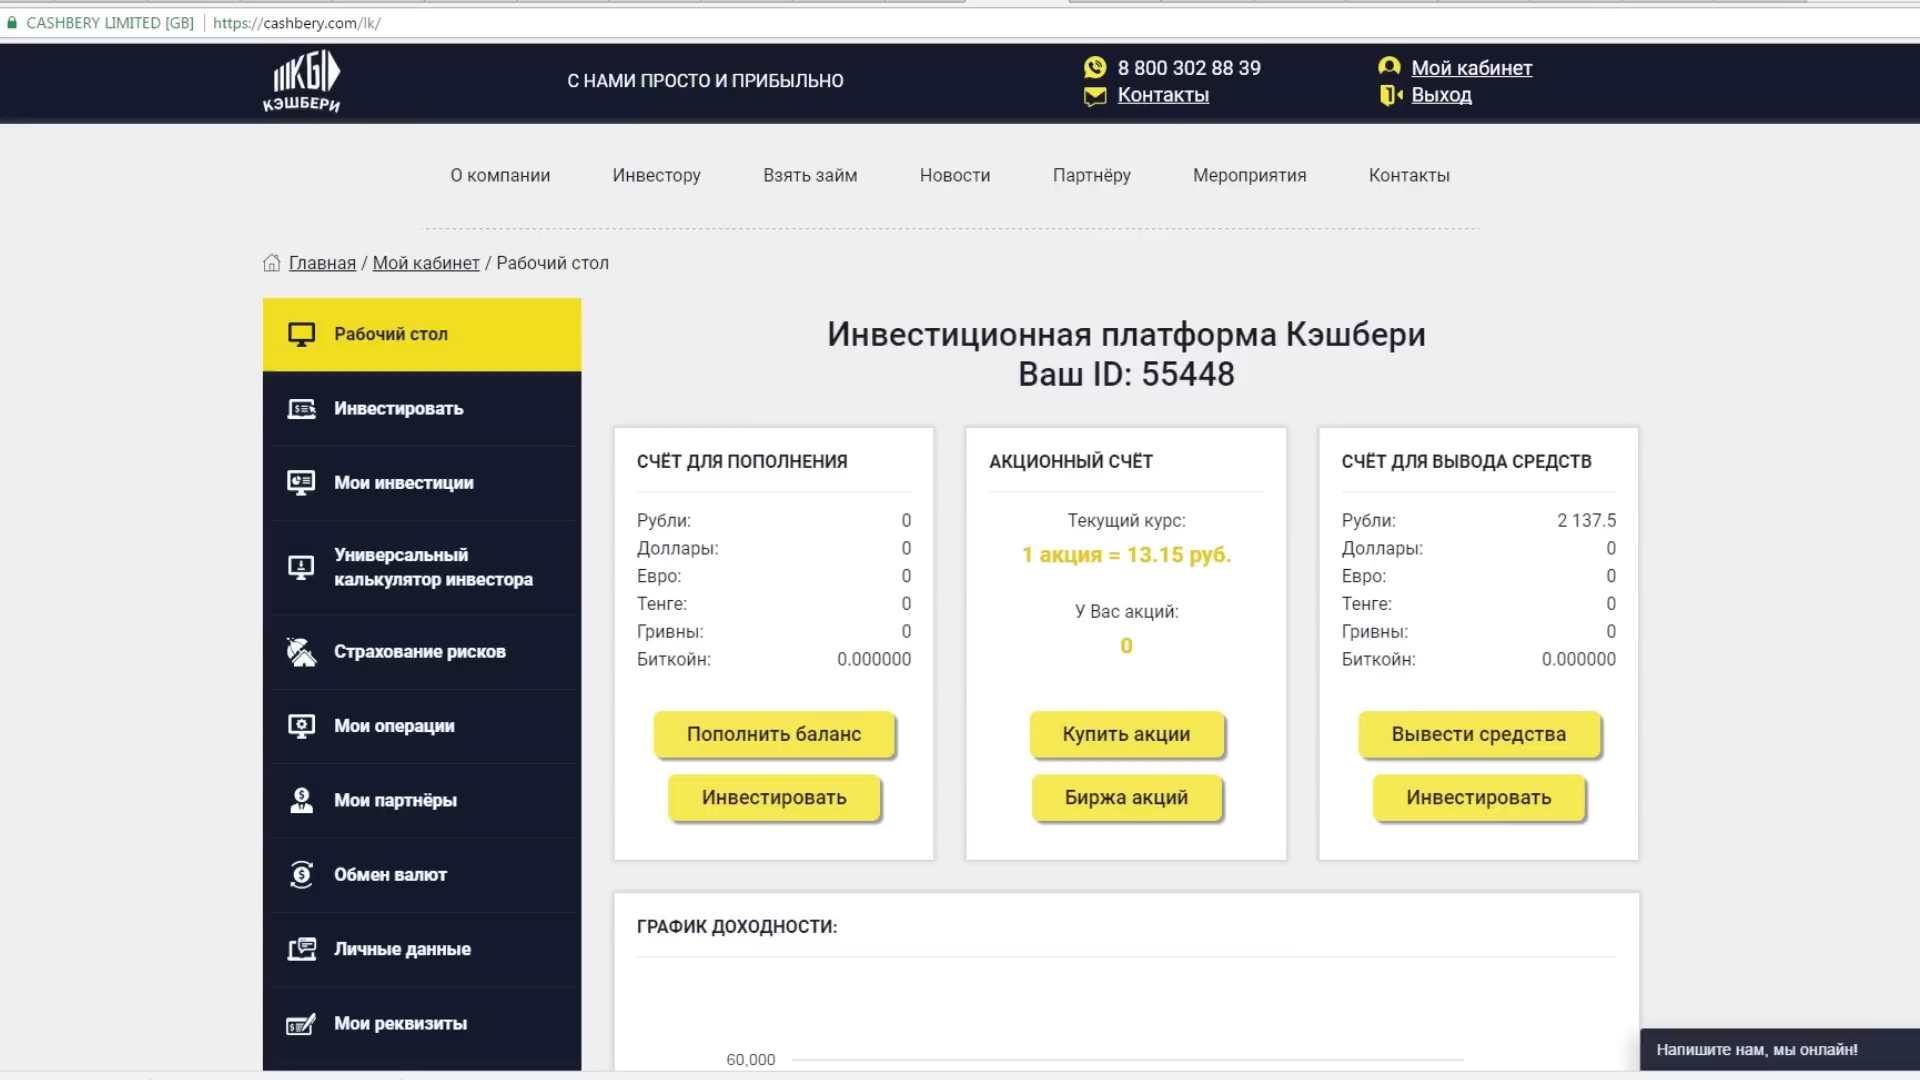 CASHBERY LIMITED [GB] https://cashbery.com/lk/
КБ
КЭШБЕРИ
С НАМИ ПРОСТО И ПРИБЫЛЬНО
8 800 302 88 39
Контакты
Мой кабинет
Выход
О компании Инвестору Взять займ Новости Партнёру Мероприятия Контакты
Главная / Мой кабинет / Рабочий стол
Рабочий стол
Инвестировать
Мои инвестиции
Универсальный
калькулятор инвестора
Страхование рисков
Мои операции
Мои партнёры
Обмен валют
Личные данные
Мои реквизиты
Инвестиционная платформа Кэшбери
Ваш ID: 55448
СЧЁТ ДЛЯ ПОПОЛНЕНИЯ
Рубли: 0
Доллары: 0
Евро: 0
Тенге: 0
Гривны: 0
Биткойн: 0.000000
Пополнить баланс
Инвестировать
АКЦИОННЫЙ СЧЁТ
Текущий курс:
1 акция = 13.15 руб.
У Вас акций:
0
Купить акции
Биржа акций
СЧЁТ ДЛЯ ВЫВОДА СРЕДСТВ
Рубли: 2 137.5
Доллары: 0
Евро: 0
Тенге: 0
Гривны: 0
Биткойн: 0.000000
Вывести средства
Инвестировать
ГРАФИК ДОХОДНОСТИ:
60,000
Напишите нам, мы онлайн!